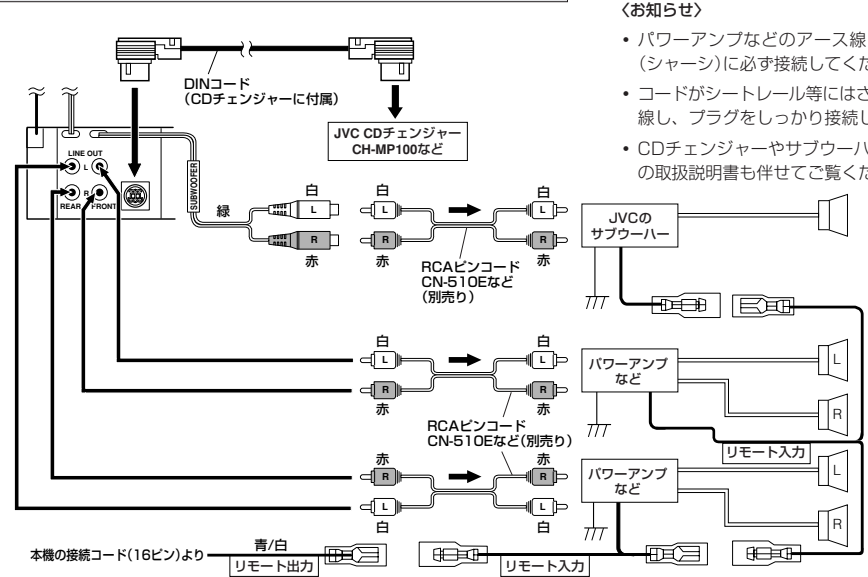 〈お知らせ〉
• パワーアンプなどのアース線
(シャーシ)に必ず接続してくだ
• コードがシートレール等にはさ
線し、プラグをしっかり接続し
• CDチェンジャーやサブウーハ
の取扱説明書も伴せてご覧くだ
DINコード
(CDチェンジャーに付属)
JVC CDチェンジャー
CH-MP100など
LINE OUT
L
R
REAR
FRONT
SUBWOOFER
緑
白
L
R
赤
白
L
R
赤
白
L
R
赤
RCAピンコード
CN-510Eなど
(別売り)
JVCの
サブウーハー
白
L
R
赤
白
L
R
赤
RCAピンコード
CN-510Eなど(別売り)
パワーアンプ
など
L
R
リモート入力
赤
R
L
白
赤
R
L
白
パワーアンプ
など
L
R
本機の接続コード(16ピン)より
青/白
リモート出力
リモート入力